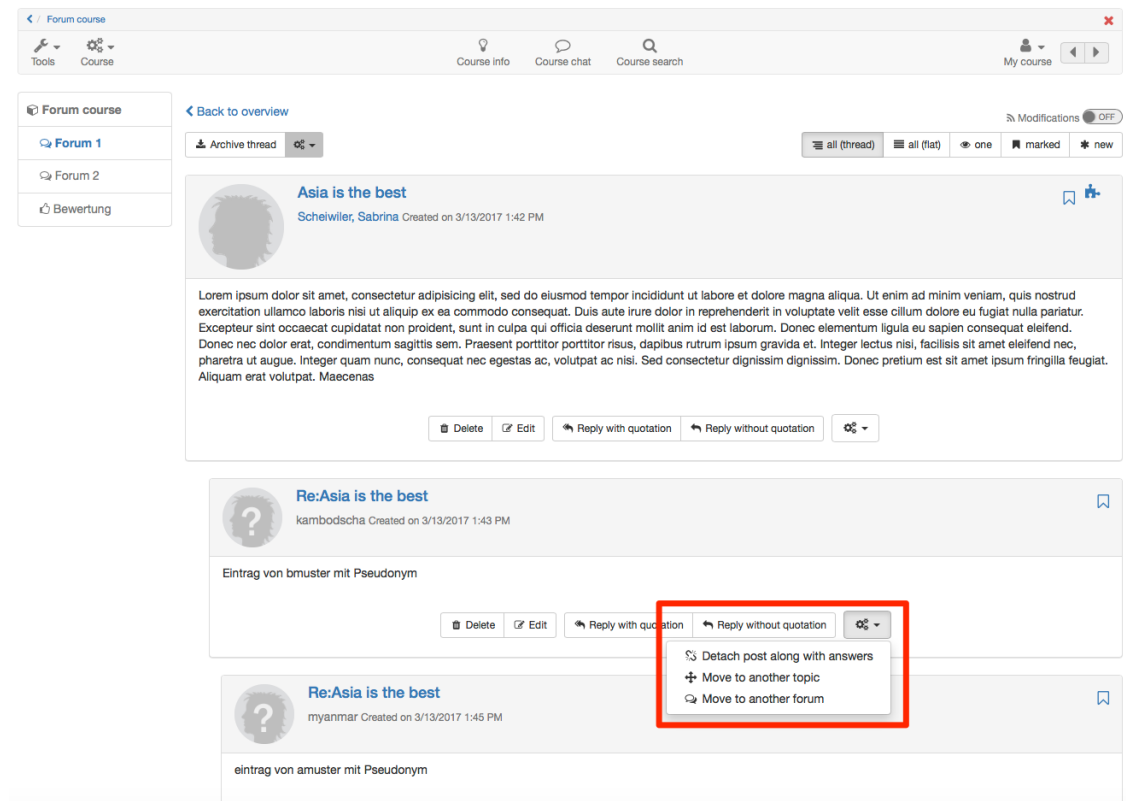 / Forum course
Tools
Course
Course info
Course chat
Course search
My course
Forum course
Forum 1
Forum 2
Bewertung
Back to overview
Modifications OFF
Archive thread
all (thread)
all (flat)
one
marked
new
Asia is the best
Scheiwiler, Sabrina Created on 3/13/2017 1:42 PM
Lorem ipsum dolor sit amet, consectetur adipisicing elit, sed do eiusmod tempor incididunt ut labore et dolore magna aliqua. Ut enim ad minim veniam, quis nostrud
exercitation ullamco laboris nisi ut aliquip ex ea commodo consequat. Duis aute irure dolor in reprehenderit in voluptate velit esse cillum dolore eu fugiat nulla pariatur.
Excepteur sint occaecat cupidatat non proident, sunt in culpa qui officia deserunt mollit anim id est laborum. Donec elementum ligula eu sapien consequat eleifend.
Donec nec dolor erat, condimentum sagittis sem. Praesent porttitor porttitor risus, dapibus rutrum ipsum gravida et. Integer lectus nisi, facilisis sit amet eleifend nec,
pharetra ut augue. Integer quam nunc, consequat nec egestas ac, volutpat ac nisi. Sed consectetur dignissim dignissim. Donec pretium est sit amet ipsum fringilla feugiat.
Aliquam erat volutpat. Maecenas
Delete
Edit
Reply with quotation
Reply without quotation
Re:Asia is the best
kambodscha Created on 3/13/2017 1:43 PM
Eintrag von bmuster mit Pseudonym
Delete
Edit
Reply with quotation
Reply without quotation
Detach post along with answers
Move to another topic
Move to another forum
Re:Asia is the best
myanmar Created on 3/13/2017 1:45 PM
eintrag von amuster mit Pseudonym